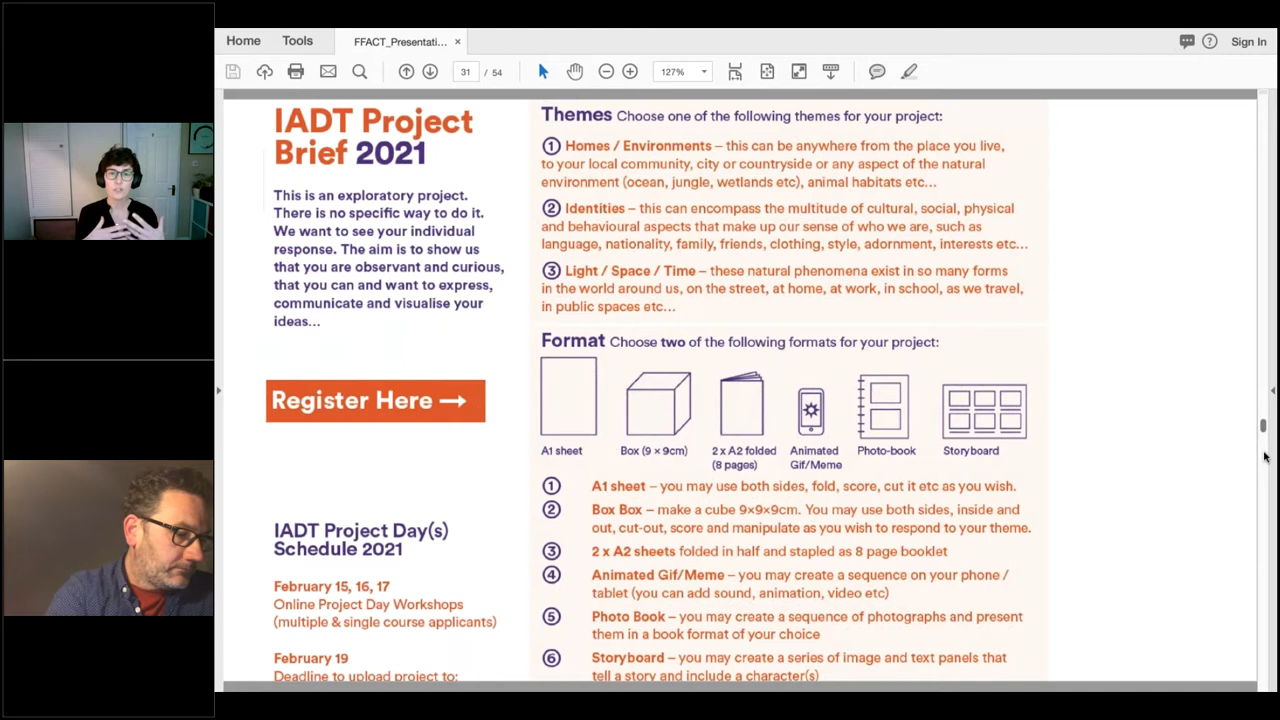 Home
Tools
FFACT_Presentati...
×
Sign In
31
/ 54
127%
IADT Project
Brief 2021
This is an exploratory project.
There is no specific way to do it.
We want to see your individual
response. The aim is to show us
that you are observant and curious,
that you can and want to express,
communicate and visualise your
ideas...
Register Here →
IADT Project Day(s)
Schedule 2021
February 15, 16, 17
Online Project Day Workshops
(multiple & single course applicants)
February 19
Deadline to upload project to:
Themes Choose one of the following themes for your project:
1 Homes / Environments – this can be anywhere from the place you live,
to your local community, city or countryside or any aspect of the natural
environment (ocean, jungle, wetlands etc), animal habitats etc...
2 Identities – this can encompass the multitude of cultural, social, physical
and behavioural aspects that make up our sense of who we are, such as
language, nationality, family, friends, clothing, style, adornment, interests etc...
3 Light / Space / Time – these natural phenomena exist in so many forms
in the world around us, on the street, at home, at work, in school, as we travel,
in public spaces etc...
Format Choose two of the following formats for your project:
A1 sheet
Box (9 × 9cm)
2 x A2 folded
(8 pages)
Animated
Gif/Meme
Photo-book
Storyboard
1 A1 sheet – you may use both sides, fold, score, cut it etc as you wish.
2 Box Box – make a cube 9×9×9cm. You may use both sides, inside and
out, cut-out, score and manipulate as you wish to respond to your theme.
3 2 x A2 sheets folded in half and stapled as 8 page booklet
4 Animated Gif/Meme – you may create a sequence on your phone /
tablet (you can add sound, animation, video etc)
5 Photo Book – you may create a sequence of photographs and present
them in a book format of your choice
6 Storyboard – you may create a series of image and text panels that
tell a story and include a character(s)